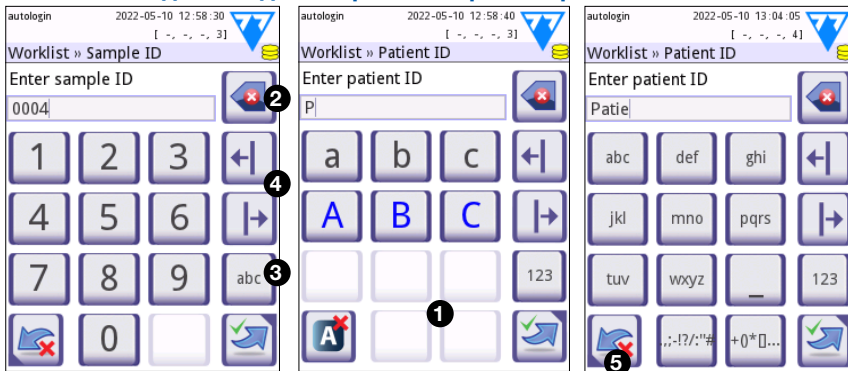 autologin 2022-05-10 12:58:30
[ -, -, -, 3]
Worklist » Sample ID
Enter sample ID
0004
2
1 2 3
4
4 5 6
7 8 9 abc
3
0
autologin 2022-05-10 12:58:40
[ -, -, -, 3]
Worklist » Patient ID
Enter patient ID
P
a b c
A B C
123
1
A
autologin 2022-05-10 13:04:05
[ -, -, -, 4]
Worklist » Patient ID
Enter patient ID
Patie
abc def ghi
jkl mno pqrs
tuv wxyz _ 123
.,;-!?/:"# +()*[]...
5